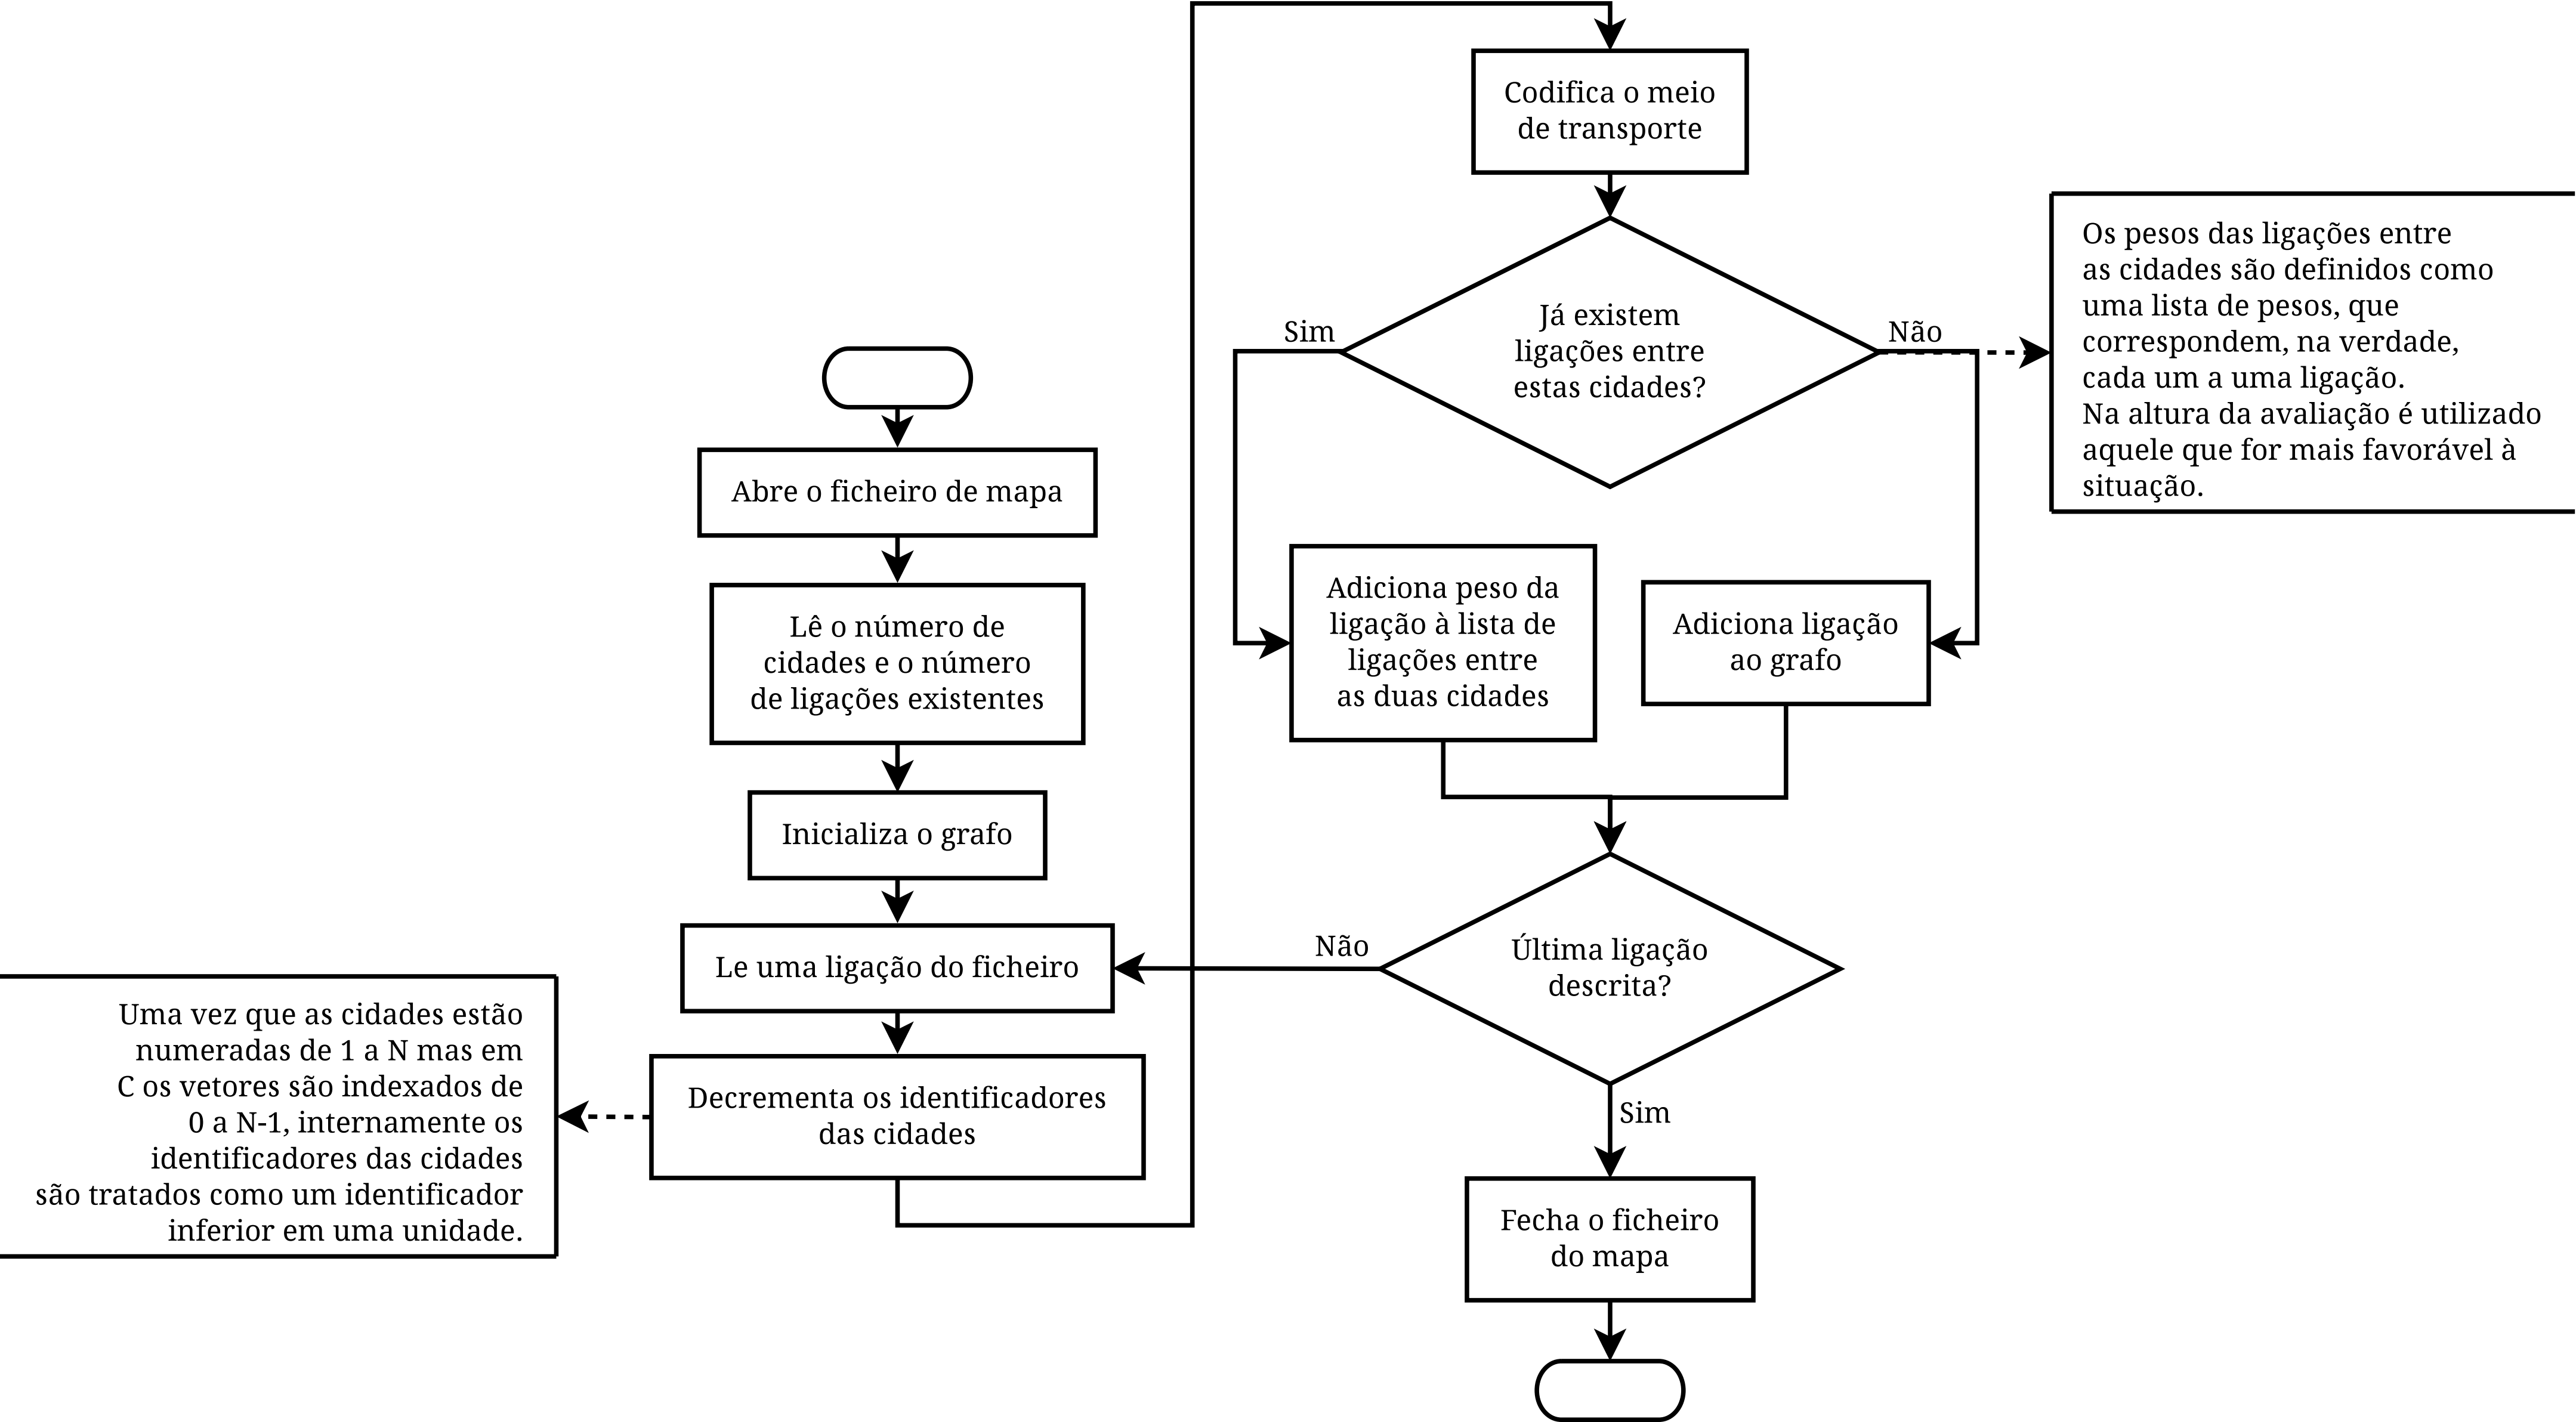 Abre o ficheiro de mapa
Lê o número de
cidades e o número
de ligações existentes
Inicializa o grafo
Le uma ligação do ficheiro
Decrementa os identificadores
das cidades
Uma vez que as cidades estão
numeradas de 1 a N mas em
C os vetores são indexados de
0 a N-1, internamente os
identificadores das cidades
são tratados como um identificador
inferior em uma unidade.
Codifica o meio
de transporte
Já existem
ligações entre
estas cidades?
Sim
Não
Os pesos das ligações entre
as cidades são definidos como
uma lista de pesos, que
correspondem, na verdade,
cada um a uma ligação.
Na altura da avaliação é utilizado
aquele que for mais favorável à
situação.
Adiciona peso da
ligação à lista de
ligações entre
as duas cidades
Adiciona ligação
ao grafo
Última ligação
descrita?
Não
Sim
Fecha o ficheiro
do mapa